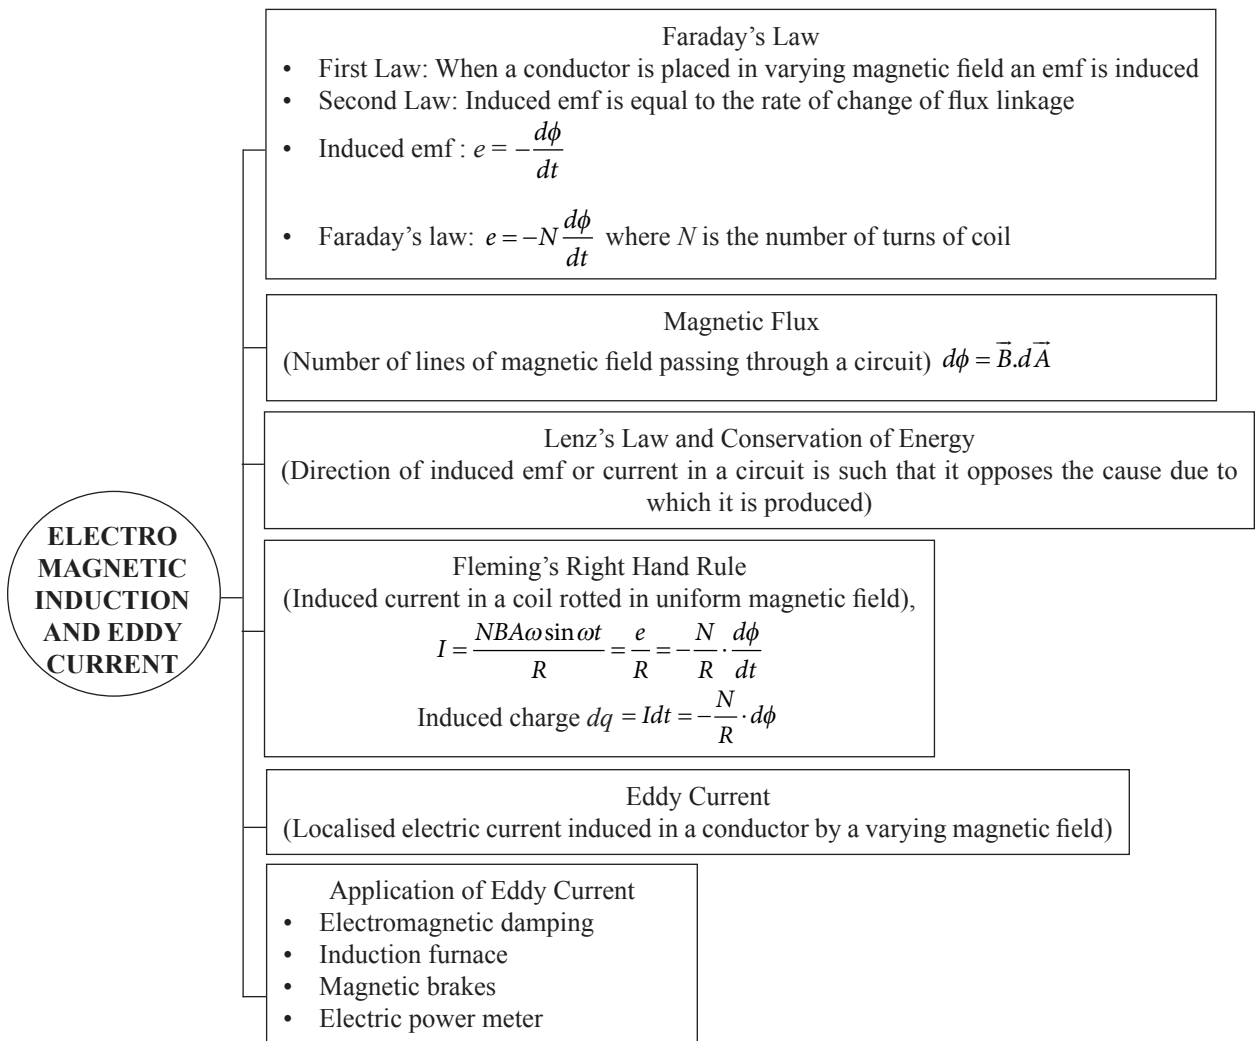 Faraday's Law
• First Law: When a conductor is placed in varying magnetic field an emf is induced
• Second Law: Induced emf is equal to the rate of change of flux linkage
• Induced emf : e = −dϕ/dt
• Faraday's law: e = −N dϕ/dt where N is the number of turns of coil
Magnetic Flux
(Number of lines of magnetic field passing through a circuit) dϕ = B⃗.dA⃗
Lenz's Law and Conservation of Energy
(Direction of induced emf or current in a circuit is such that it opposes the cause due to
which it is produced)
ELECTRO
MAGNETIC
INDUCTION
AND EDDY
CURRENT
Fleming's Right Hand Rule
(Induced current in a coil rotted in uniform magnetic field),
I = NBAω sin ωt/R = e/R = −N/R · dϕ/dt
Induced charge dq = Idt = −N/R · dϕ
Eddy Current
(Localised electric current induced in a conductor by a varying magnetic field)
Application of Eddy Current
• Electromagnetic damping
• Induction furnace
• Magnetic brakes
• Electric power meter